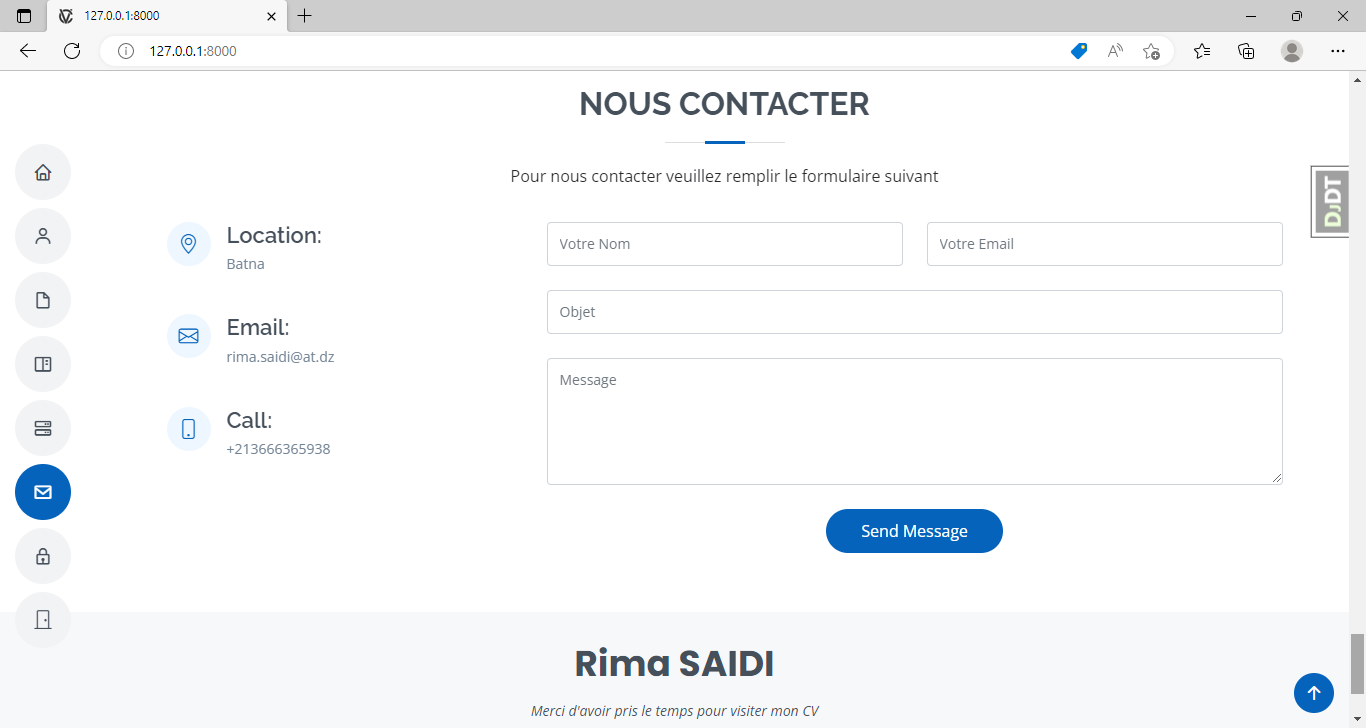 127.0.0.1:8000
127.0.0.1:8000
NOUS CONTACTER
Pour nous contacter veuillez remplir le formulaire suivant
DJDT
Location:
Batna
Email:
rima.saidi@at.dz
Call:
+213666365938
Votre Nom
Votre Email
Objet
Message
Send Message
Rima SAIDI
Merci d'avoir pris le temps pour visiter mon CV